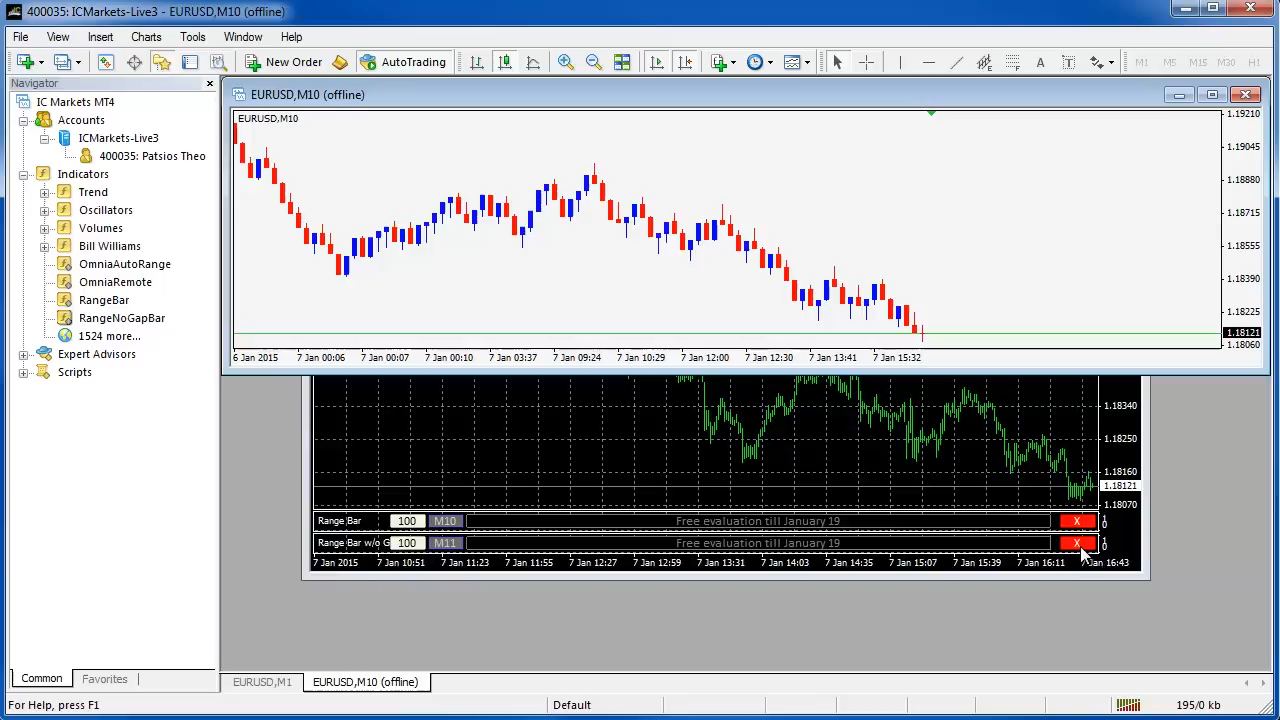 400035: ICMarkets-Live3 - EURUSD,M10 (offline)
File View Insert Charts Tools Window Help
New Order AutoTrading A T M1 M5 M15 M30 H1
Navigator
IC Markets MT4
Accounts
ICMarkets-Live3
400035: Patsios Theo
Indicators
Trend
Oscillators
Volumes
Bill Williams
OmniaAutoRange
OmniaRemote
RangeBar
RangeNoGapBar
1524 more...
Expert Advisors
Scripts
Common Favorites
EURUSD,M10 (offline)
EURUSD,M10
1.19210
1.19045
1.18880
1.18715
1.18555
1.18390
1.18225
1.18121
1.18060
6 Jan 2015 7 Jan 00:06 7 Jan 00:07 7 Jan 00:10 7 Jan 03:37 7 Jan 09:24 7 Jan 10:29 7 Jan 12:00 7 Jan 12:30 7 Jan 13:41 7 Jan 15:32
1.18340
1.18250
1.18160
1.18121
1.18070
Range Bar 100 M10 Free evaluation till January 19 X 1 0
Range Bar w/o G 100 M11 Free evaluation till January 19 X 1 0
7 Jan 2015 7 Jan 10:51 7 Jan 11:23 7 Jan 11:55 7 Jan 12:27 7 Jan 12:59 7 Jan 13:31 7 Jan 14:03 7 Jan 14:35 7 Jan 15:07 7 Jan 15:39 7 Jan 16:11 7 Jan 16:43
EURUSD,M1 EURUSD,M10 (offline)
For Help, press F1 Default 195/0 kb